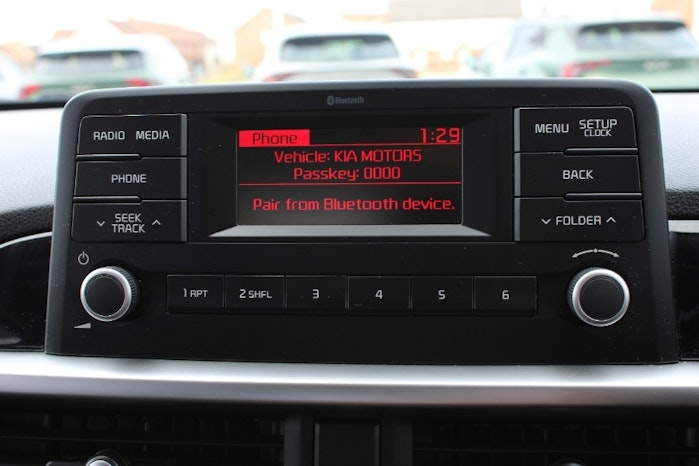 Bluetooth
RADIO MEDIA
PHONE
SEEK
TRACK
Phone 1:29
Vehicle: KIA MOTORS
Passkey: 0000
Pair from Bluetooth device.
MENU SETUP
CLOCK
BACK
FOLDER
1 RPT 2 SHFL 3 4 5 6